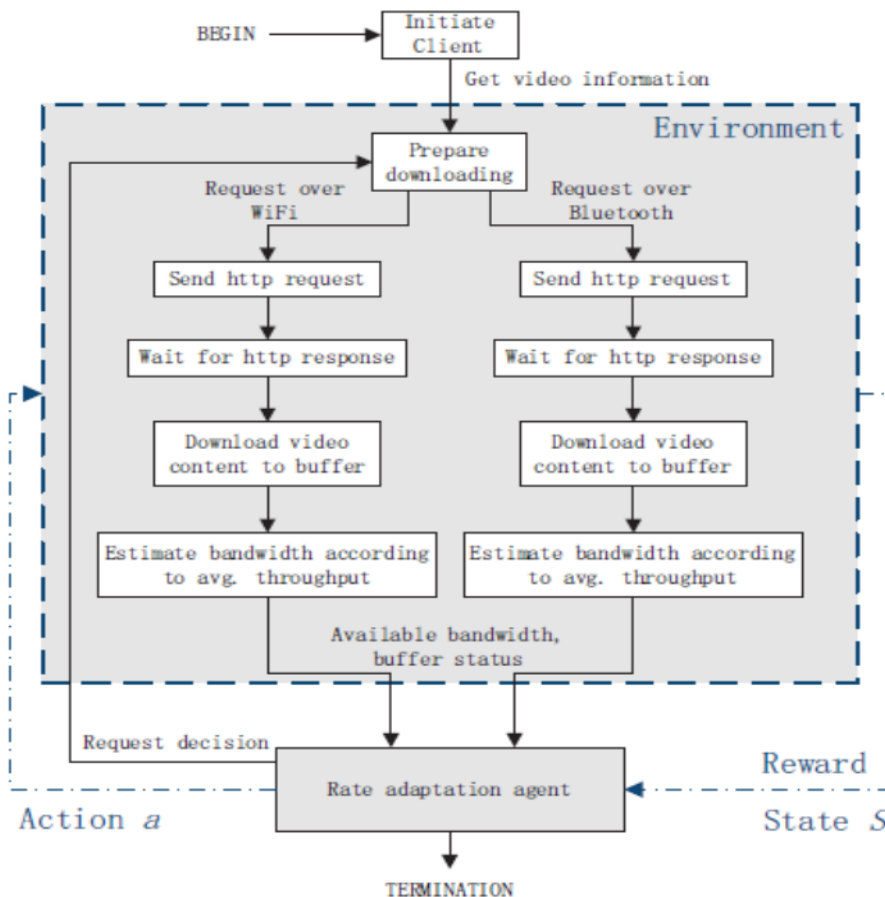 BEGIN
Initiate
Client
Get video information
Environment
Prepare
downloading
Request over
WiFi
Request over
Bluetooth
Send http request
Send http request
Wait for http response
Wait for http response
Download video
content to buffer
Download video
content to buffer
Estimate bandwidth according
to avg. throughput
Estimate bandwidth according
to avg. throughput
Available bandwidth,
buffer status
Request decision
Rate adaptation agent
Reward
Action a
State S
TERMINATION